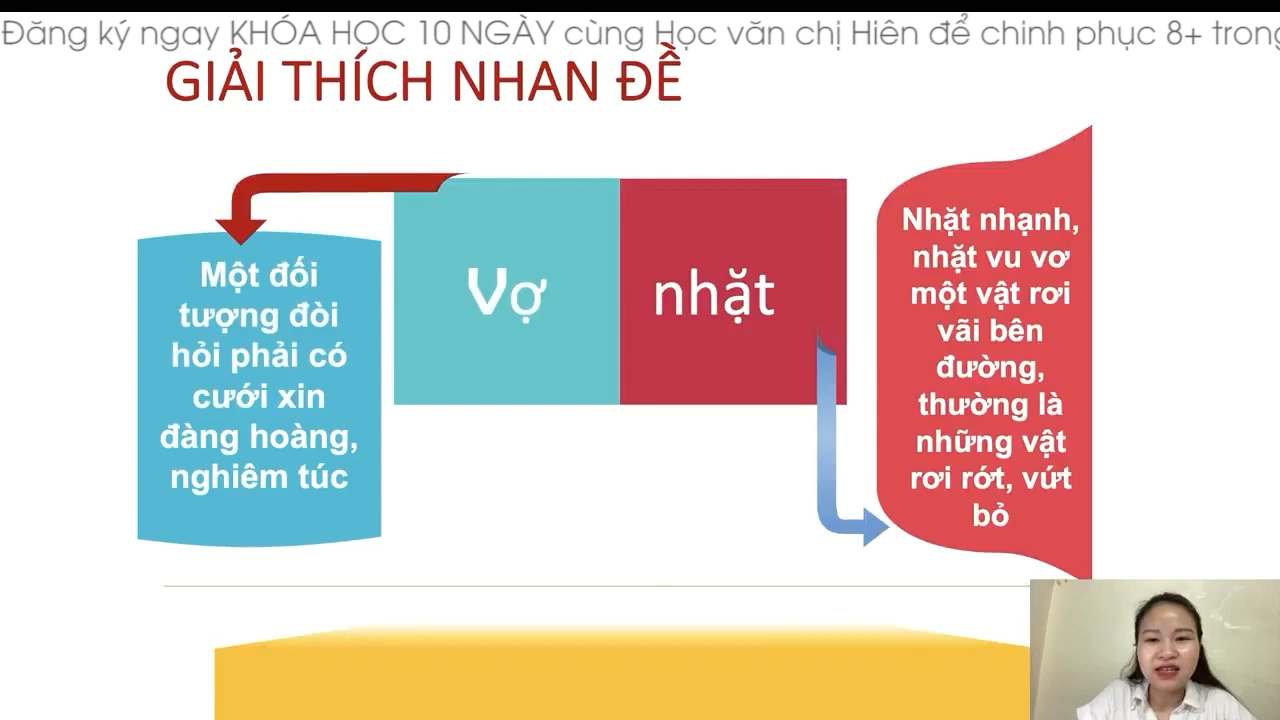 Đăng ký ngay KHÓA HỌC 10 NGÀY cùng Học văn chị Hiên để chinh phục 8+ trong
GIẢI THÍCH NHAN ĐỀ
Một đối
tượng đòi
hỏi phải có
cưới xin
đàng hoàng,
nghiêm túc
Vợ
nhặt
Nhặt nhạnh,
nhặt vu vơ
một vật rơi
vãi bên
đường,
thường là
những vật
rơi rớt, vứt
bỏ